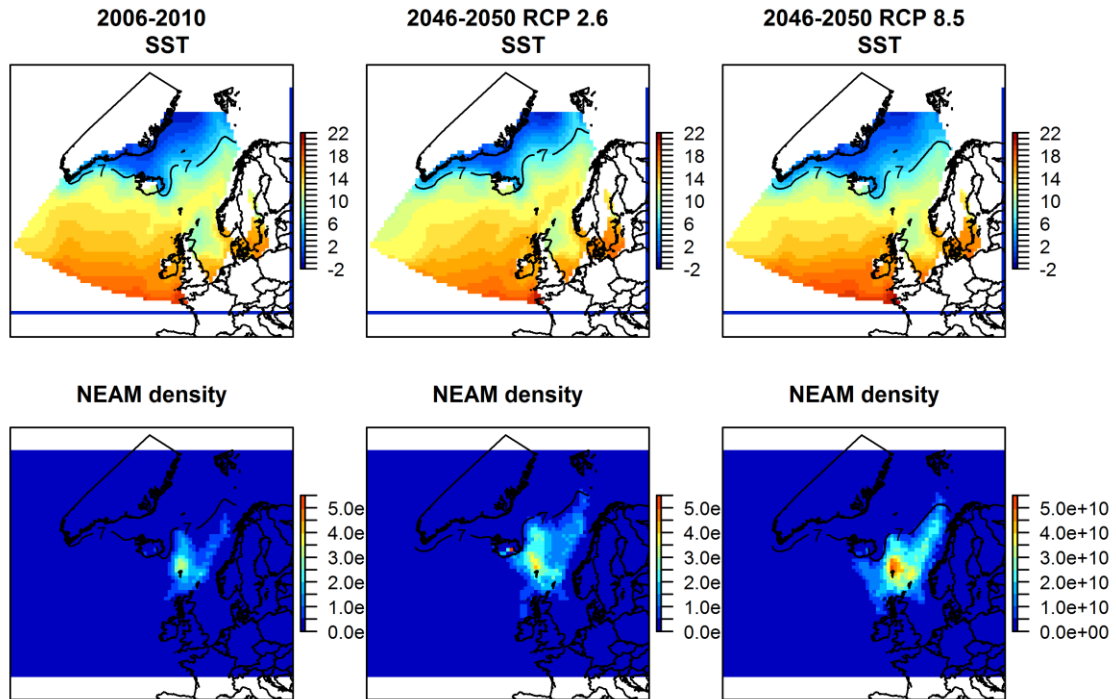 2006-2010
SST
2046-2050 RCP 2.6
SST
2046-2050 RCP 8.5
SST
7
22
18
14
10
6
2
-2
7
22
18
14
10
6
2
-2
7
22
18
14
10
6
2
-2
NEAM density
NEAM density
NEAM density
7
5.0e
4.0e
3.0e
2.0e
1.0e
0.0e
7
5.0e
4.0e
3.0e
2.0e
1.0e
0.0e
7
5.0e+10
4.0e+10
3.0e+10
2.0e+10
1.0e+10
0.0e+00